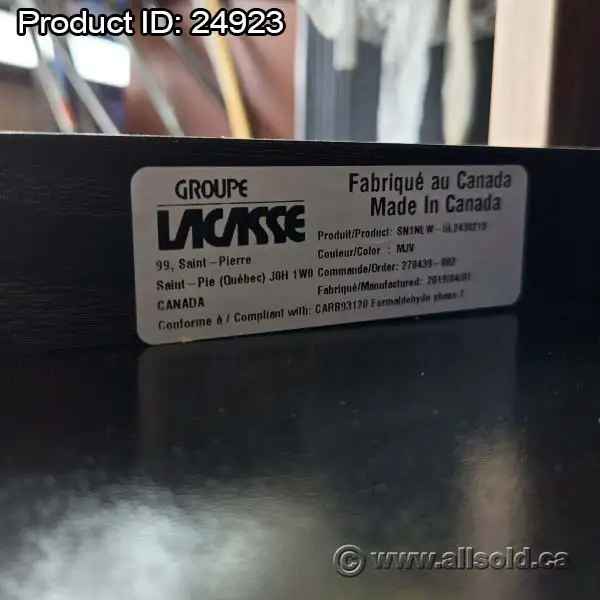 Product ID: 24923
GROUPE
LACASSE
99, Saint-Pierre
Saint-Pie (Québec) J0H 1W0
CANADA
Fabriqué au Canada
Made In Canada
Produit/Product: SN1NLW-
Couleur/Color : MJV
Commande/Order: 270439-002
Fabriqué/Manufactured: 2019/04/01
Conforme à / Compliant with: CARB93120 Formaldehyde phase 2
© www.allsold.ca